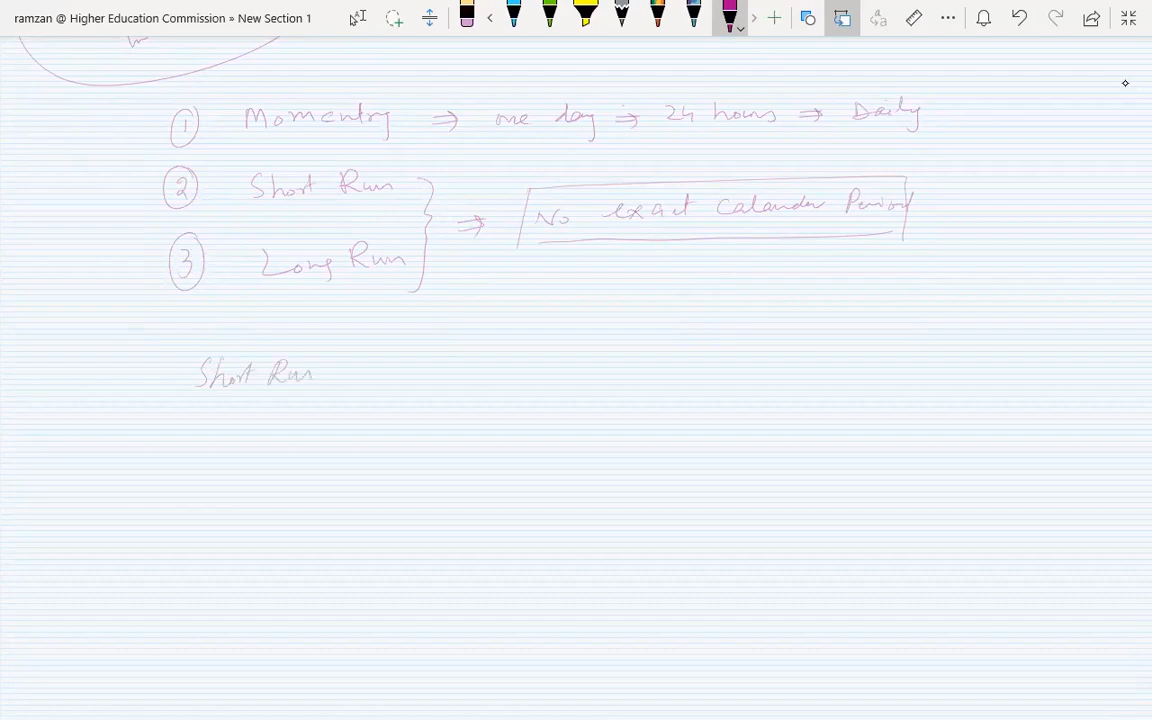 ramzan @ Higher Education Commission » New Section 1
① Momentry ⇒ one day ⇒ 24 hours ⇒ Daily
② Short Run
③ Long Run
⇒ No exact Calander Period
Short Run